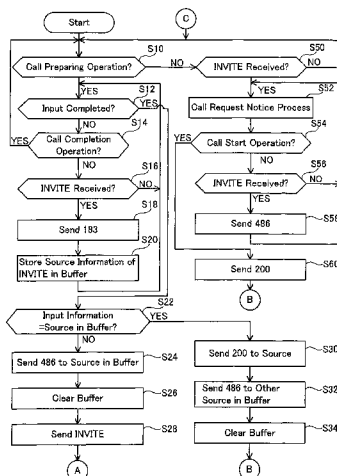 Start
C
S10
S50
Call Preparing Operation?
NO
INVITE Received?
NO
S12
YES
S52
Input Completed?
YES
Call Request Notice Process
NO
S14
S54
YES
Call Completion
Operation?
YES
Call Start Operation?
NO
S16
NO
S56
INVITE Received?
NO
INVITE Received?
NO
YES
S18
YES
S58
Send 183
Send 486
S20
Store Source Information of
INVITE in Buffer
S60
Send 200
S22
B
Input Information
=Source in Buffer?
YES
NO
S24
S30
Send 486 to Source in Buffer
Send 200 to Source
S26
S32
Clear Buffer
Send 486 to Other
Source in Buffer
S28
S34
Send INVITE
Clear Buffer
A
B